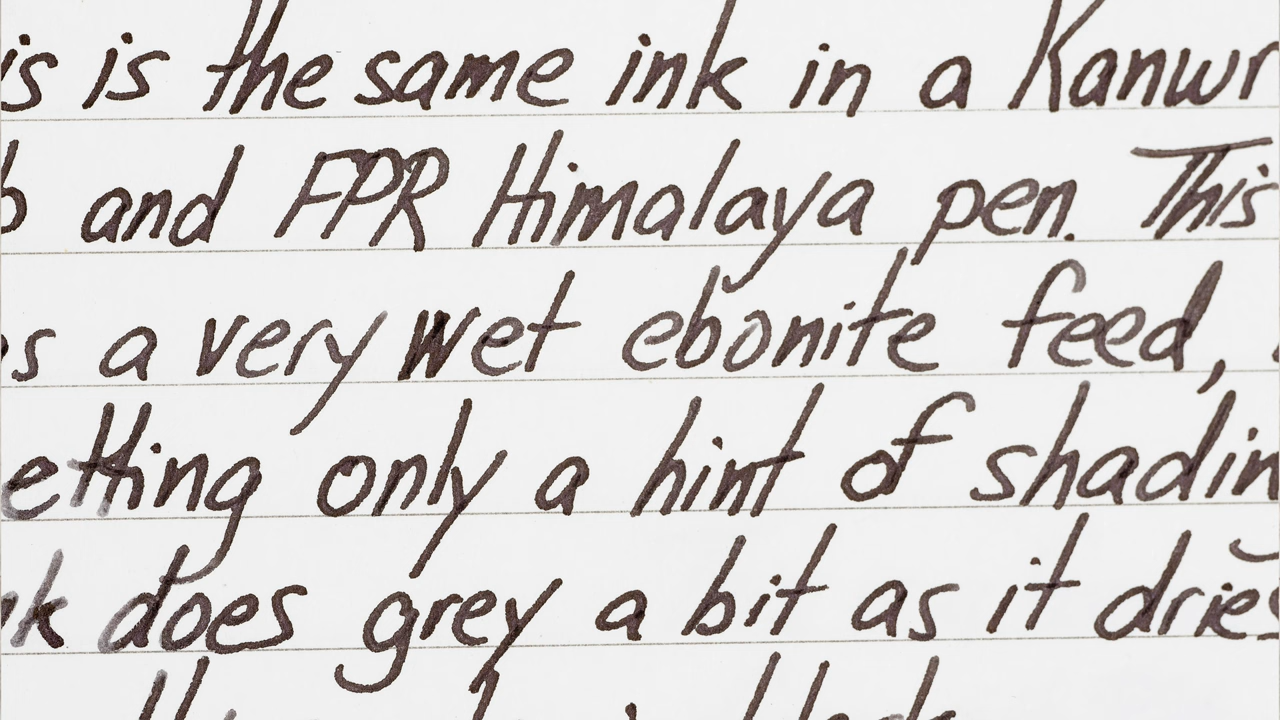 is is the same ink in a Kanwr
b and FPR Himalaya pen. This
s a very wet ebonite feed,
etting only a hint of shadin
k does grey a bit as it dries